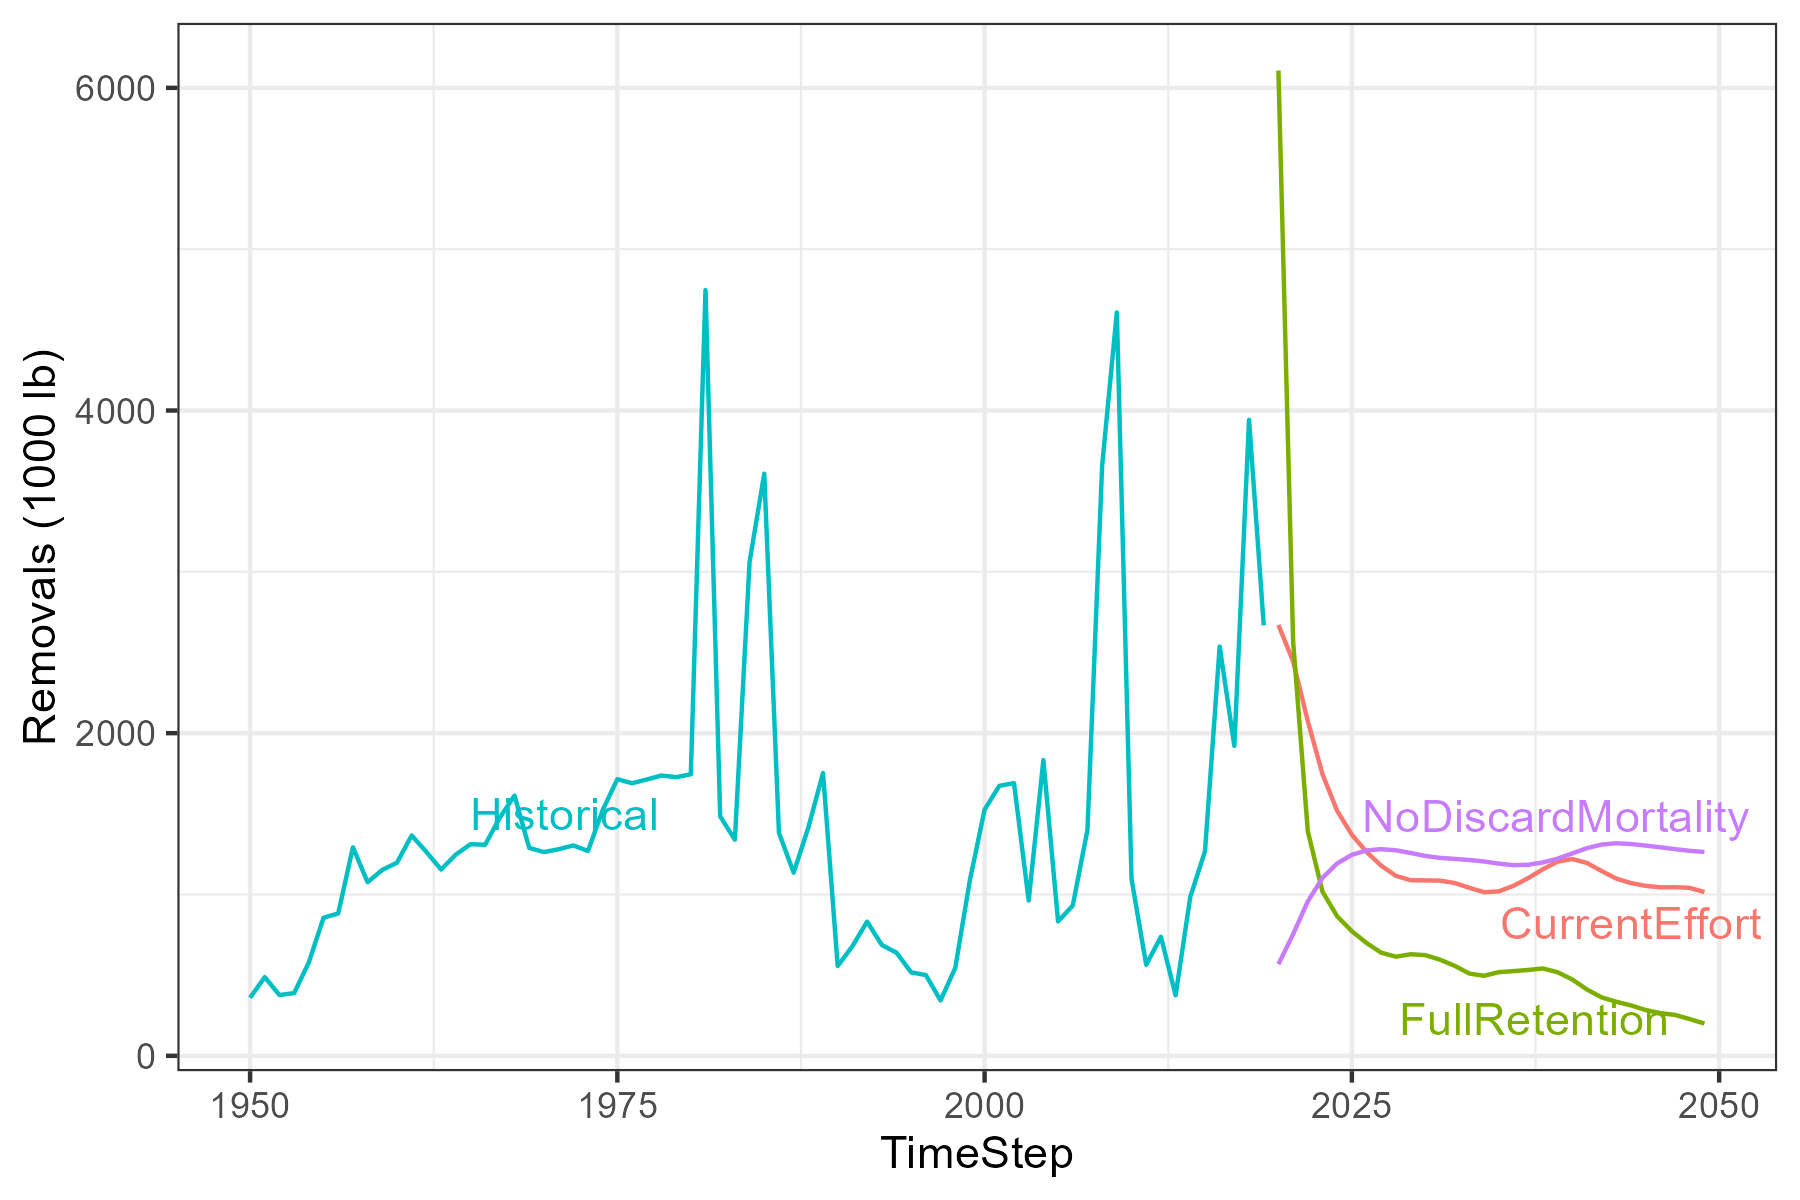 6000
4000
2000
0
Removals (1000 lb)
Historical
NoDiscardMortality
CurrentEffort
FullRetention
1950 1975 2000 2025 2050
TimeStep